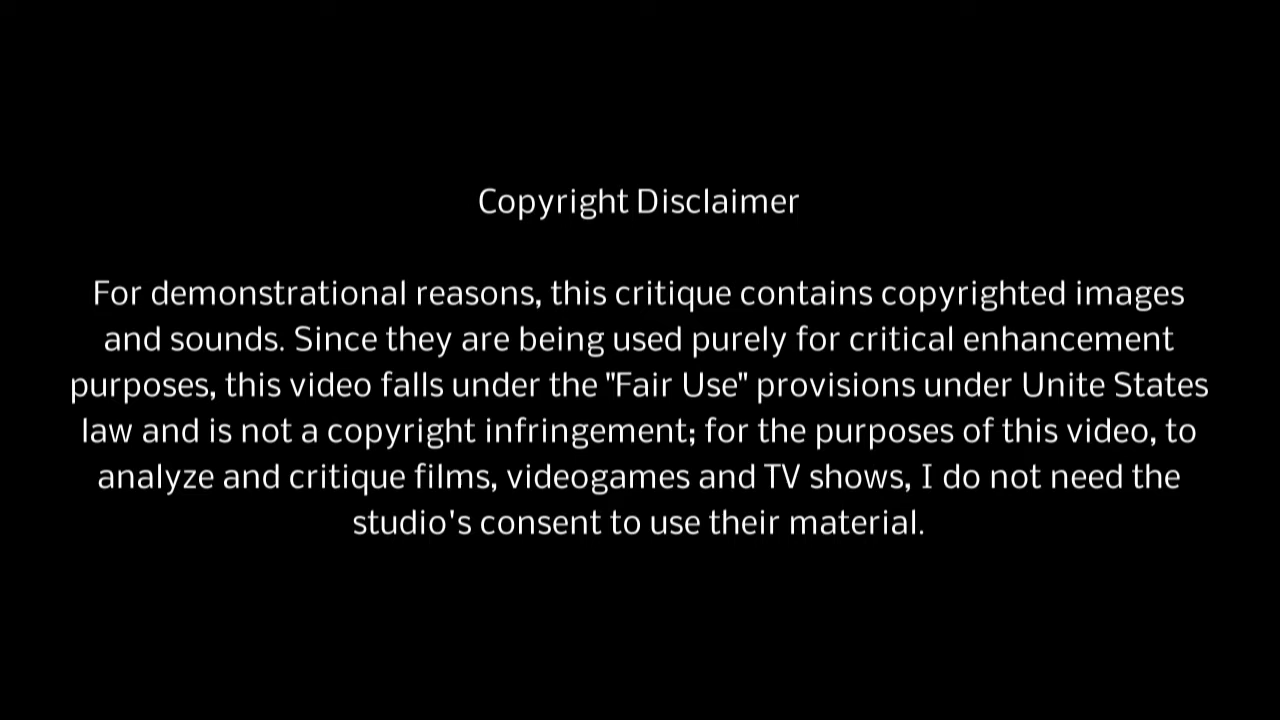 Copyright Disclaimer
For demonstrational reasons, this critique contains copyrighted images
and sounds. Since they are being used purely for critical enhancement
purposes, this video falls under the "Fair Use" provisions under Unite States
law and is not a copyright infringement; for the purposes of this video, to
analyze and critique films, videogames and TV shows, I do not need the
studio's consent to use their material.